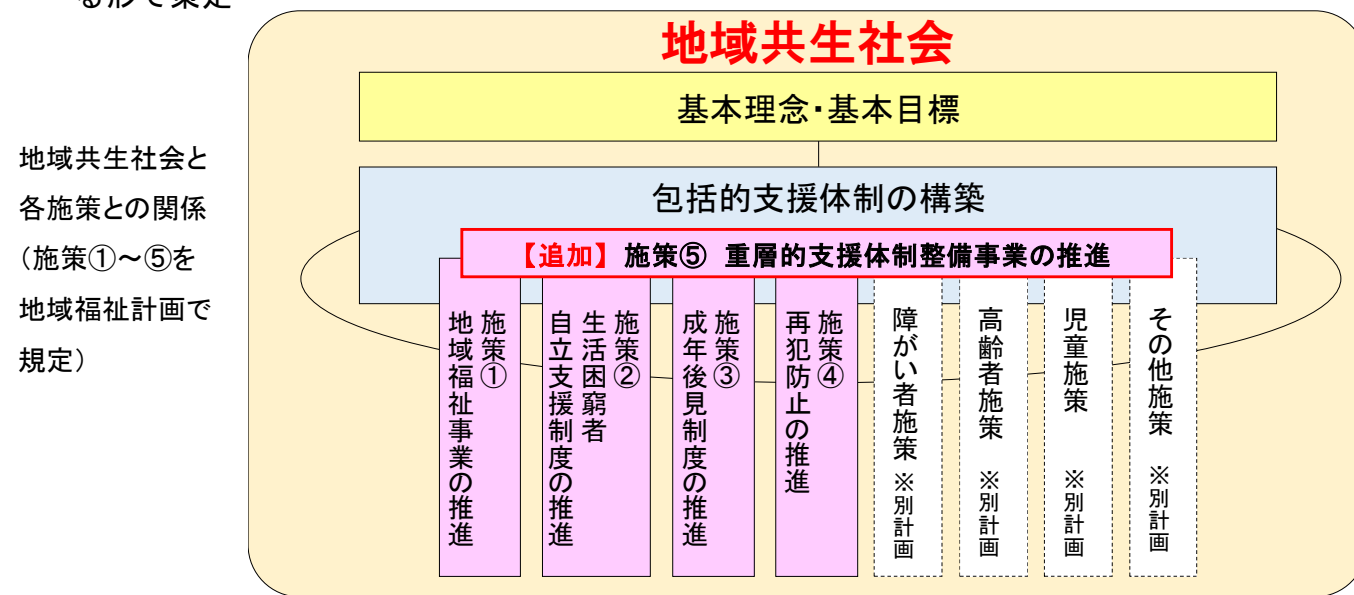 る形で策定
地域共生社会
基本理念・基本目標
地域共生社会と
各施策との関係
（施策①～⑤を
地域福祉計画で
規定）
包括的支援体制の構築
【追加】施策⑤ 重層的支援体制整備事業の推進
施策①
地域福祉事業の推進
施策②
生活困窮者
自立支援制度の推進
施策③
成年後見制度の推進
施策④
再犯防止の推進
障がい者施策 ※別計画
高齢者施策 ※別計画
児童施策 ※別計画
その他施策 ※別計画